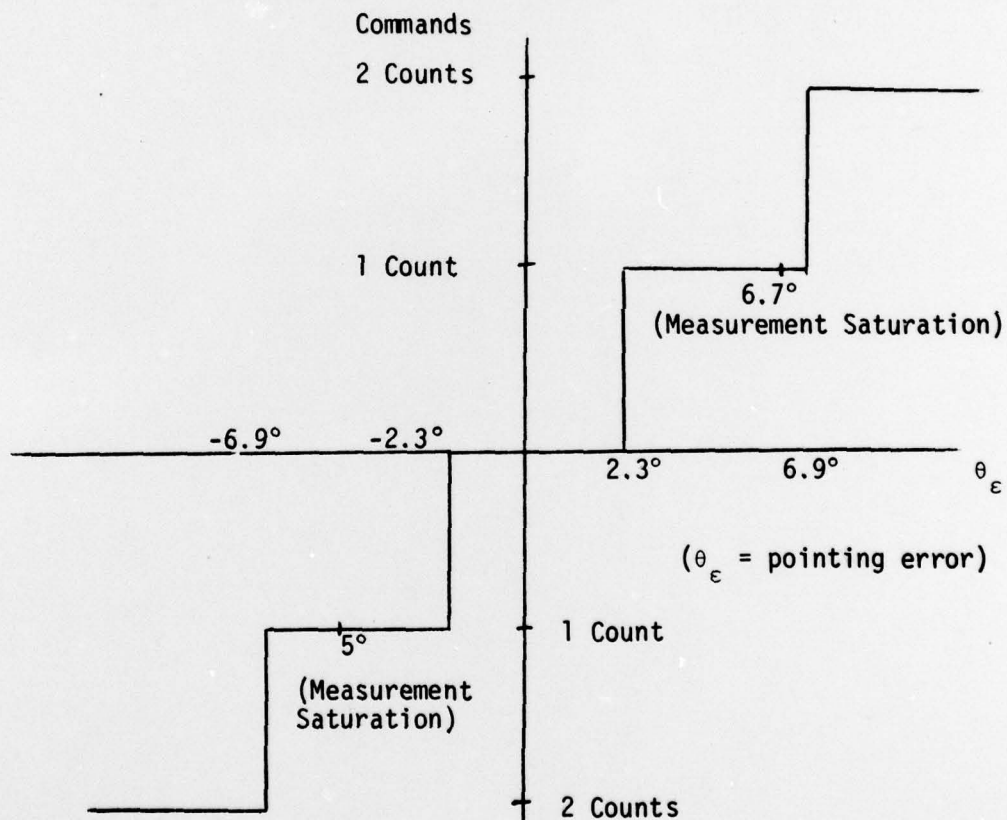 Commands
2 Counts
1 Count
6.7°
(Measurement Saturation)
-6.9°
-2.3°
2.3°
6.9°
θε
(θε = pointing error)
1 Count
5°
(Measurement
Saturation)
2 Counts